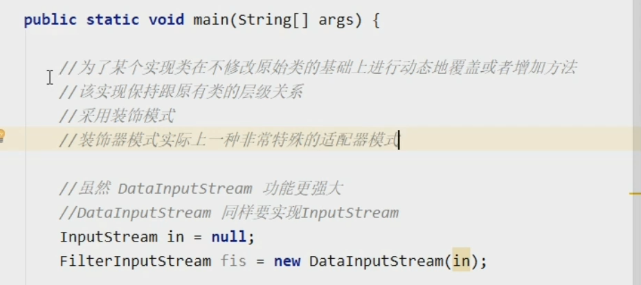 public static void main(String[] args) {
//为了某个实现类在不修改原始类的基础上进行动态地覆盖或者增加方法
//该实现保持跟原有类的层级关系
//采用装饰模式
//装饰器模式实际上一种非常特殊的适配器模式
//虽然 DataInputStream 功能更强大
//DataInputStream 同样要实现InputStream
InputStream in = null;
FilterInputStream fis = new DataInputStream(in);